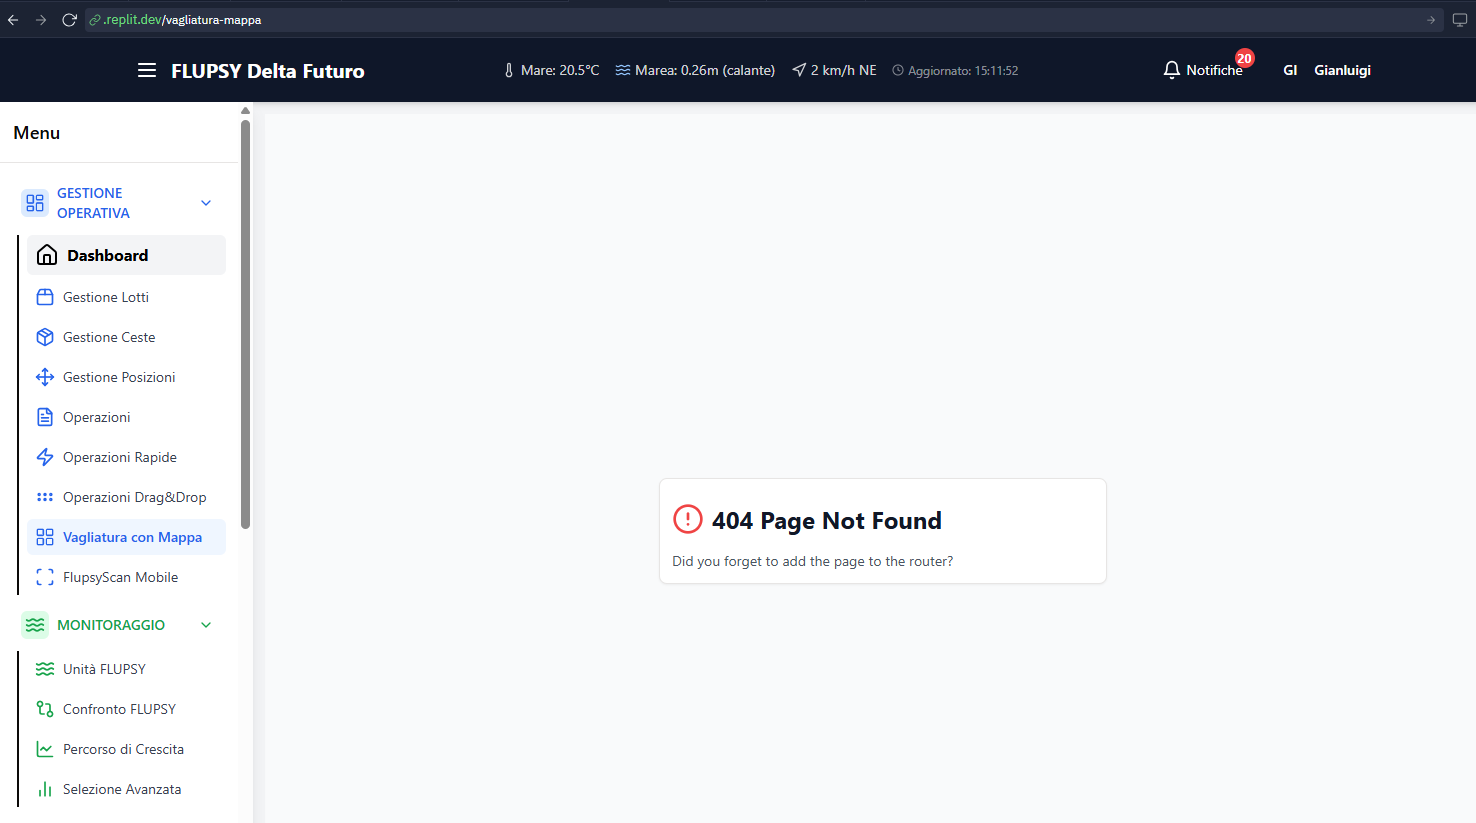 .replit.dev/vagliatura-mappa
FLUPSY Delta Futuro
Mare: 20.5°C
Marea: 0.26m (calante)
2 km/h NE
Aggiornato: 15:11:52
Notifiche
20
GI
Gianluigi
Menu
GESTIONE
OPERATIVA
Dashboard
Gestione Lotti
Gestione Ceste
Gestione Posizioni
Operazioni
Operazioni Rapide
Operazioni Drag&Drop
Vagliatura con Mappa
FlupsyScan Mobile
MONITORAGGIO
Unità FLUPSY
Confronto FLUPSY
Percorso di Crescita
Selezione Avanzata
404 Page Not Found
Did you forget to add the page to the router?